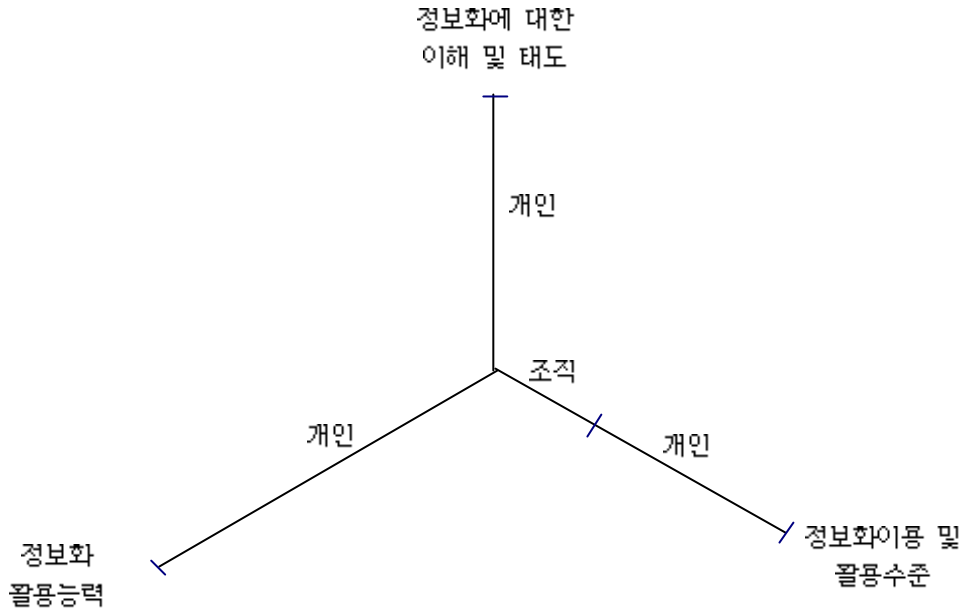 정보화에 대한
이해 및 태도
개인
조직
개인
개인
정보화이용 및
활용수준
정보화
활용능력